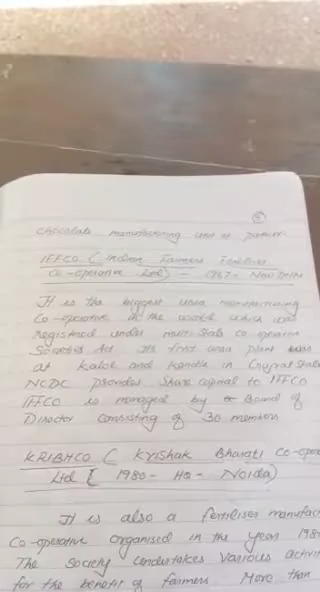 5
chocolate manufacturing unit at
IFFCO ( Indian Farmers Fertiliser
Co-operative Ltd ) - 1967 - New Delhi
It is the biggest urea manufacturing
Co-operative in the world which was
registered under multi State co operative
Societies Act Its first urea plant was
at Kalol and Kandla in Gujrat State
NCDC provides Share capital to IFFCO
IFFCO is managed by Board of
Director consisting of 30 members
KRIBHCO ( Krishak Bharati Co-oper
Ltd [ 1980 - HQ - Noida)
It is also a fertiliser manufac
Co-operative organised in the year 198
The Society undertakes Various activi
for the benefit of farmers More than